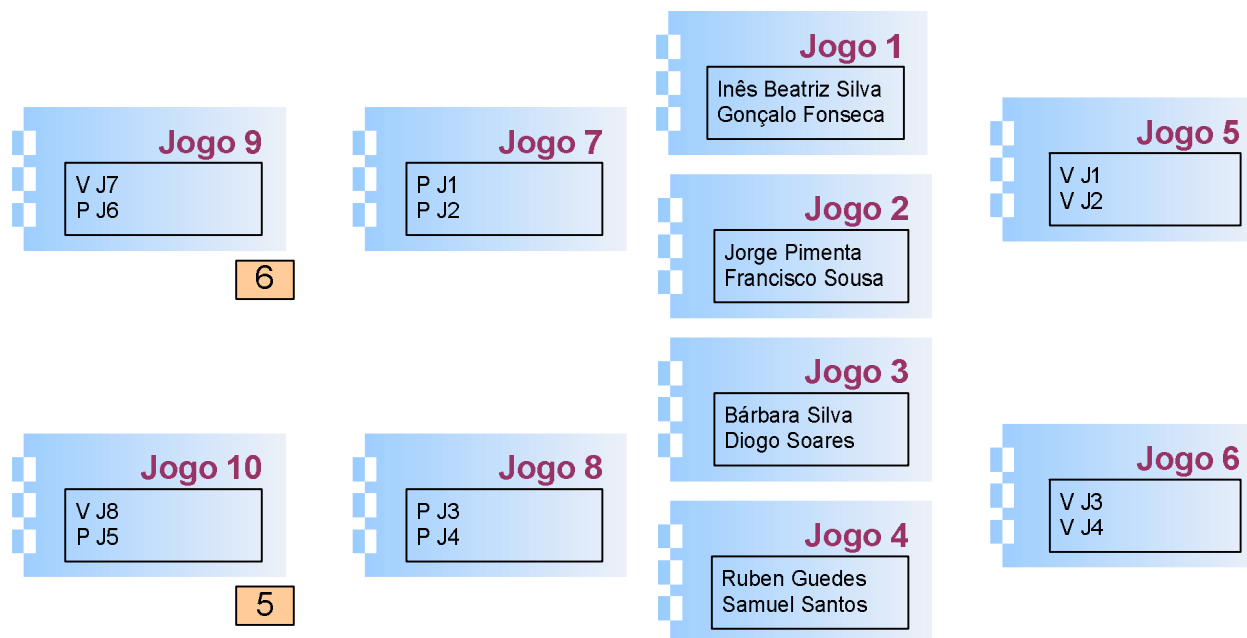 Jogo 1
Inês Beatriz Silva
Gonçalo Fonseca
Jogo 9
V J7
P J6
6
Jogo 7
P J1
P J2
Jogo 5
V J1
V J2
Jogo 2
Jorge Pimenta
Francisco Sousa
Jogo 3
Bárbara Silva
Diogo Soares
Jogo 10
V J8
P J5
5
Jogo 8
P J3
P J4
Jogo 6
V J3
V J4
Jogo 4
Ruben Guedes
Samuel Santos